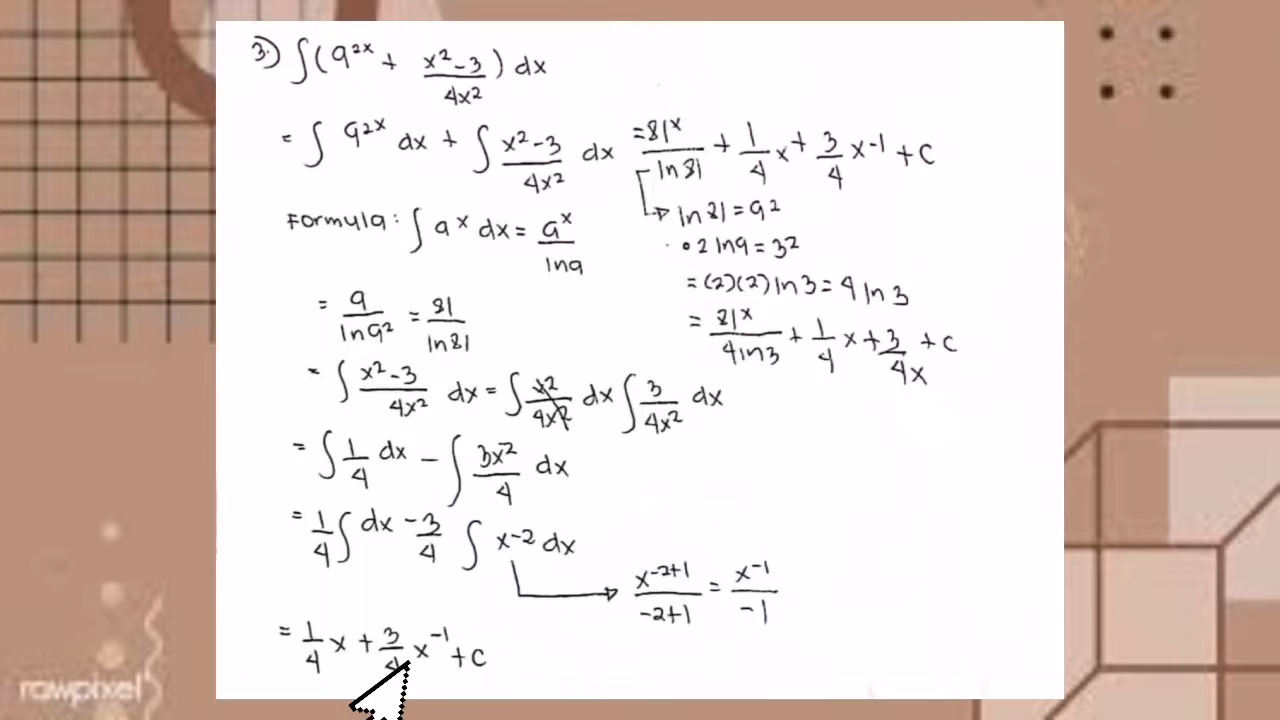 3.) ∫(9^2x + x²-3/4x²) dx
= ∫ 9^2x dx + ∫ x²-3/4x² dx
Formula: ∫ a^x dx = a^x/ln a
= 9/ln9² = 81/ln81
= ∫ x²-3/4x² dx = ∫ x²/4x² dx ∫ 3/4x² dx
= ∫ 1/4 dx - ∫ 3x²/4 dx
= 1/4 ∫ dx - 3/4 ∫ x-2 dx
x^-2+1/-2+1 = x^-1/-1
= 1/4 x + 3/4 x^-1 + c
= 81^x/ln81 + 1/4 x + 3/4 x^-1 + c
ln81 = 9²
• 2 ln9 = 3²
= (2)(2) ln3 = 4 ln3
= 81^x/4ln3 + 1/4 x + 3/4x + c
rawpixel